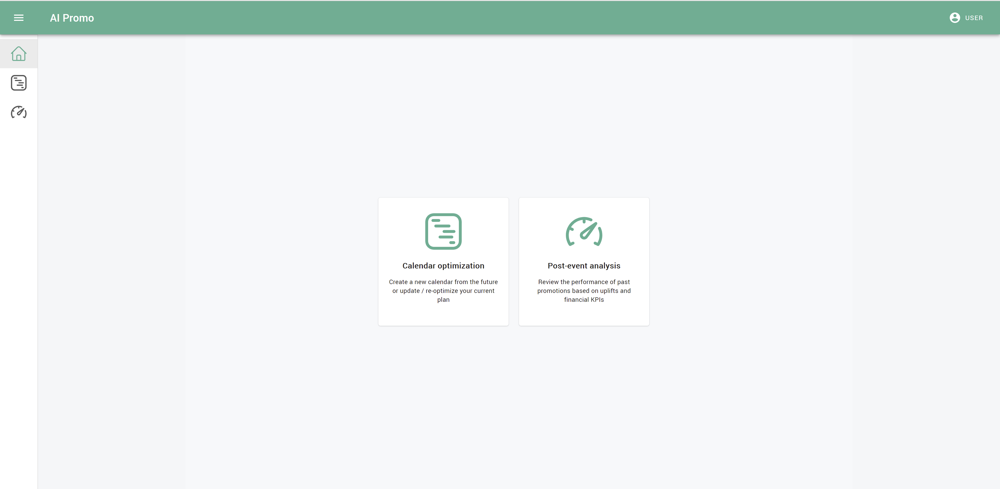 AI Promo
USER
Calendar optimization
Create a new calendar from the future
or update / re-optimize your current
plan
Post-event analysis
Review the performance of past
promotions based on uplifts and
financial KPIs